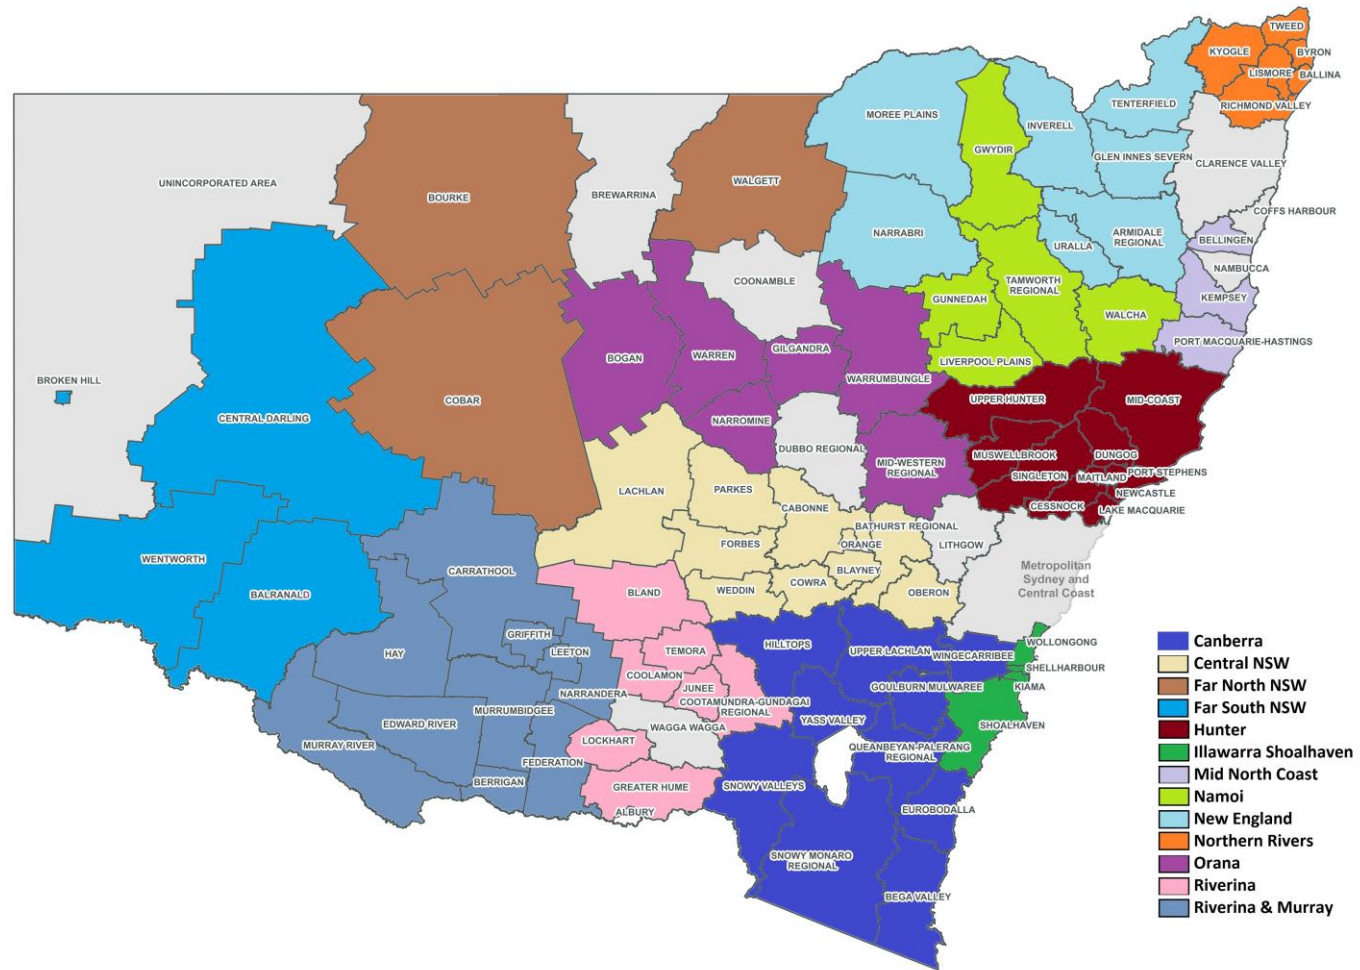 TWEED
KYOGLE
BYRON
LISMORE
BALLINA
RICHMOND VALLEY
TENTERFIELD
MOREE PLAINS
INVERELL
GWYDIR
GLEN INNES SEVERN
CLARENCE VALLEY
UNINCORPORATED AREA
BOURKE
BREWARRINA
WALGETT
COFFS HARBOUR
NARRABRI
URALLA
ARMIDALE
REGIONAL
BELLINGEN
NAMBUCCA
COONAMBLE
TAMWORTH
REGIONAL
GUNNEDAH
KEMPSEY
WALCHA
PORT MACQUARIE-HASTINGS
BOGAN
WARREN
GILGANDRA
LIVERPOOL PLAINS
WARRUMBUNGLE
BROKEN HILL
COBAR
UPPER HUNTER
MID-COAST
CENTRAL DARLING
NARROMINE
DUBBO REGIONAL
MID-WESTERN
REGIONAL
MUSWELLBROOK
DUNGOG
SINGLETON
MAITLAND
PORT STEPHENS
NEWCASTLE
CESSNOCK
LAKE MACQUARIE
LACHLAN
PARKES
CABONNE
BATHURST REGIONAL
FORBES
ORANGE
LITHGOW
WENTWORTH
CARRATHOOL
BLAYNEY
Metropolitan
Sydney and
Central Coast
BALRANALD
BLAND
WEDDIN
COWRA
OBERON
GRIFFITH
HAY
LEETON
TEMORA
HILLTOPS
UPPER LACHLAN
WINGECARRIBEE
WOLLONGONG
SHELLHARBOUR
COOLAMON
JUNEE
NARRANDERA
COOTAMUNDRA-GUNDAGAI
REGIONAL
GOULBURN MULWAREE
KIAMA
MURRUMBIDGEE
EDWARD RIVER
WAGGA WAGGA
YASS VALLEY
SHOALHAVEN
MURRAY RIVER
LOCKHART
QUEANBEYAN-PALERANG
REGIONAL
FEDERATION
BERRIGAN
GREATER HUME
SNOWY VALLEYS
ALBURY
EUROBODALLA
SNOWY MONARO
REGIONAL
BEGA VALLEY
Canberra
Central NSW
Far North NSW
Far South NSW
Hunter
Illawarra Shoalhaven
Mid North Coast
Namoi
New England
Northern Rivers
Orana
Riverina
Riverina & Murray